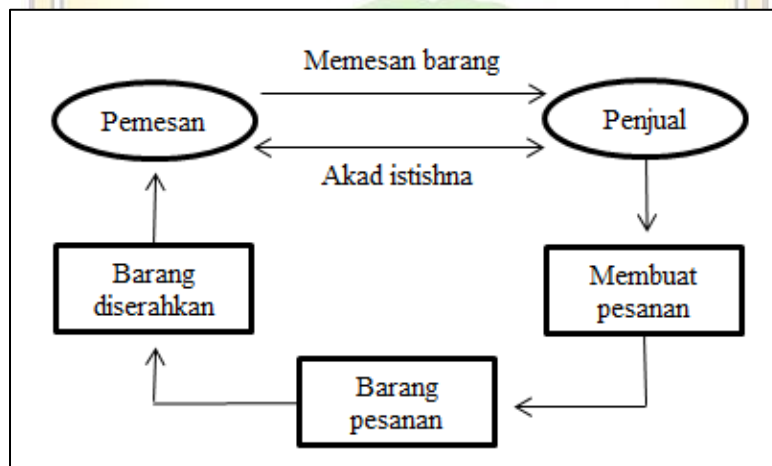 Memesan barang
Pemesan
Penjual
Akad istishna
Barang
diserahkan
Membuat
pesanan
Barang
pesanan